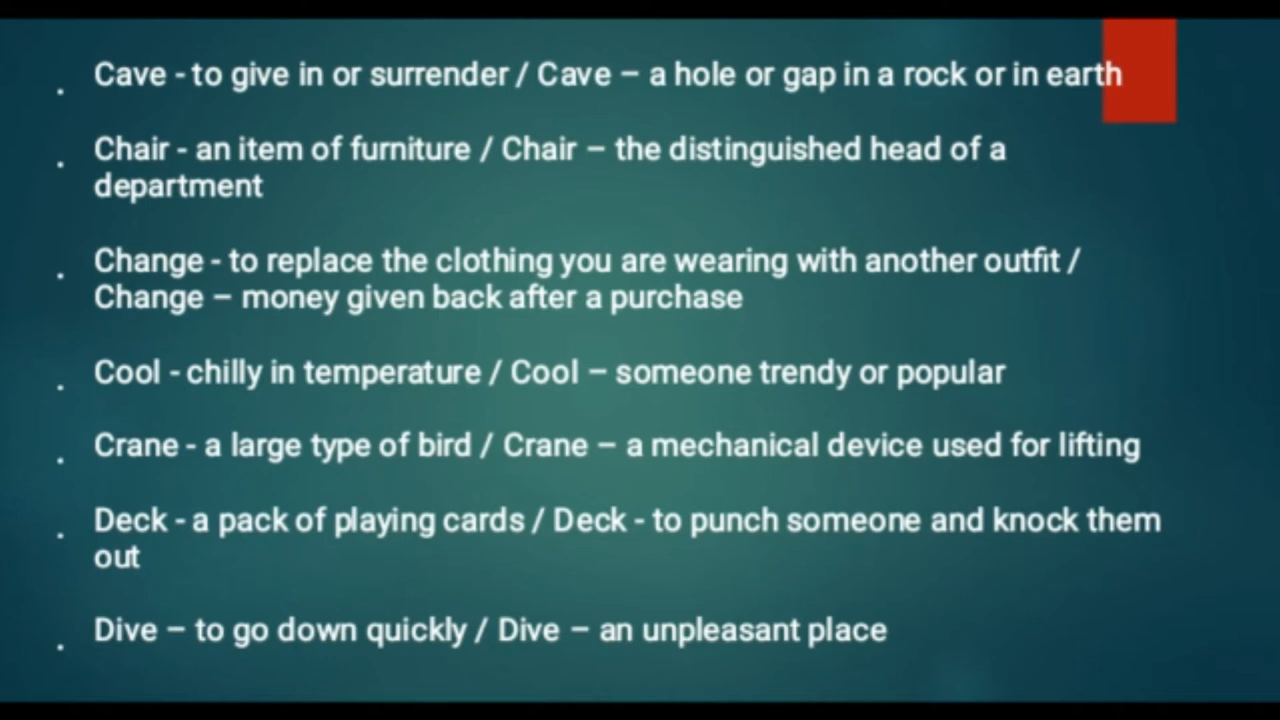 Cave - to give in or surrender / Cave – a hole or gap in a rock or in earth
Chair - an item of furniture / Chair – the distinguished head of a
department
Change - to replace the clothing you are wearing with another outfit /
Change – money given back after a purchase
Cool - chilly in temperature / Cool – someone trendy or popular
Crane - a large type of bird / Crane – a mechanical device used for lifting
Deck - a pack of playing cards / Deck - to punch someone and knock them
out
Dive – to go down quickly / Dive – an unpleasant place